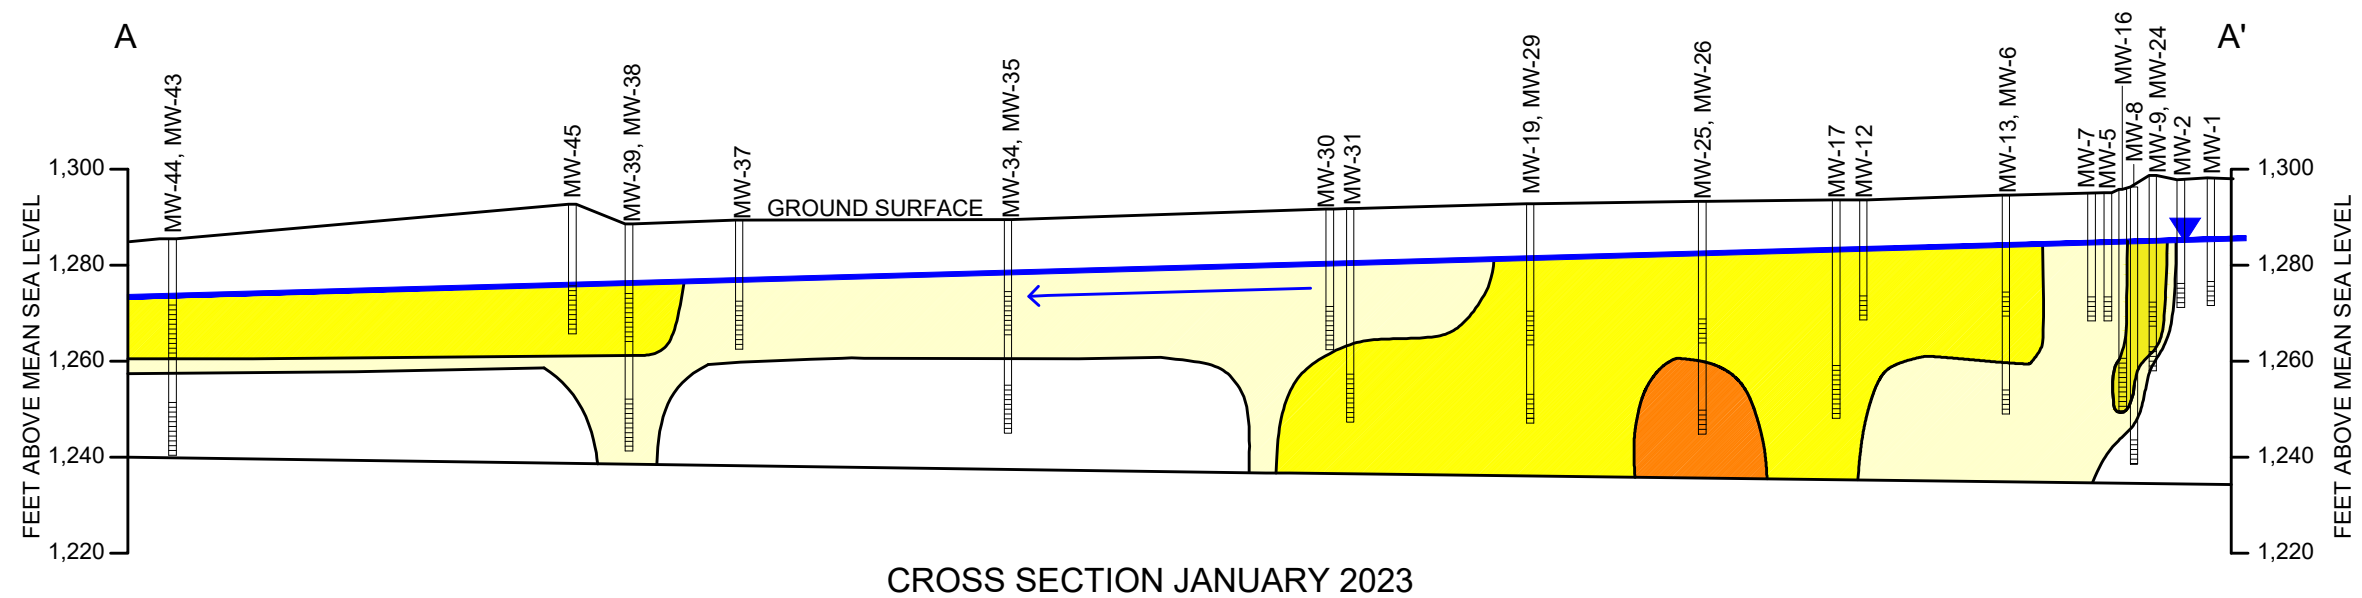 A
A'
MW-44, MW-43
MW-45
MW-39, MW-38
MW-37
MW-34, MW-35
MW-30
MW-31
MW-19, MW-29
MW-25, MW-26
MW-17
MW-12
MW-13, MW-6
MW-7
MW-5
MW-16
MW-8
MW-9, MW-24
MW-2
MW-1
GROUND SURFACE
FEET ABOVE MEAN SEA LEVEL
1,300
1,280
1,260
1,240
1,220
1,300
1,280
1,260
1,240
1,220
FEET ABOVE MEAN SEA LEVEL
CROSS SECTION JANUARY 2023